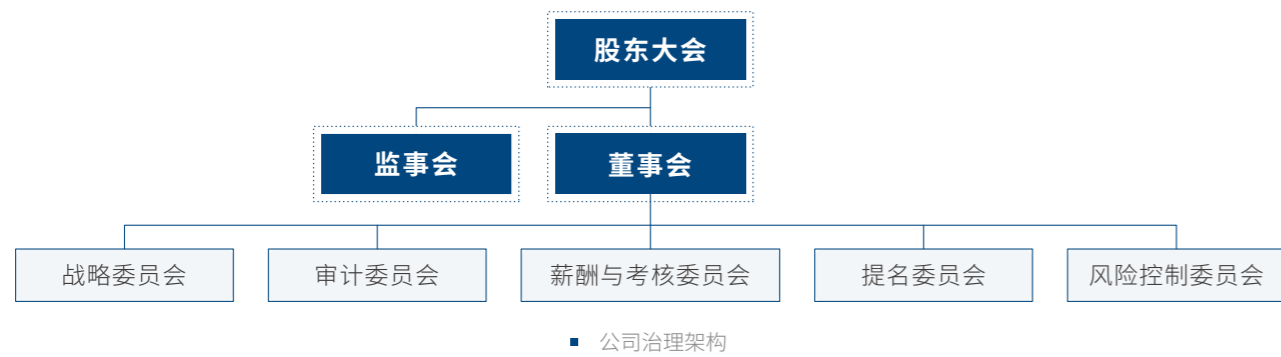 股东大会
监事会
董事会
战略委员会
审计委员会
薪酬与考核委员会
提名委员会
风险控制委员会
公司治理架构